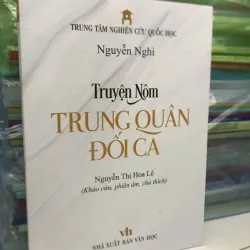 TRUNG TÂM NGHIÊN CỨU QUỐC HỌC
Nguyễn Nghi
Truyện Nôm
TRUNG QUÂN
ĐỐI CA
Nguyễn Thị Hoa Lê
(Khảo cứu, phiên âm, chú thích)
vh
NHÀ XUẤT BẢN VĂN HỌC